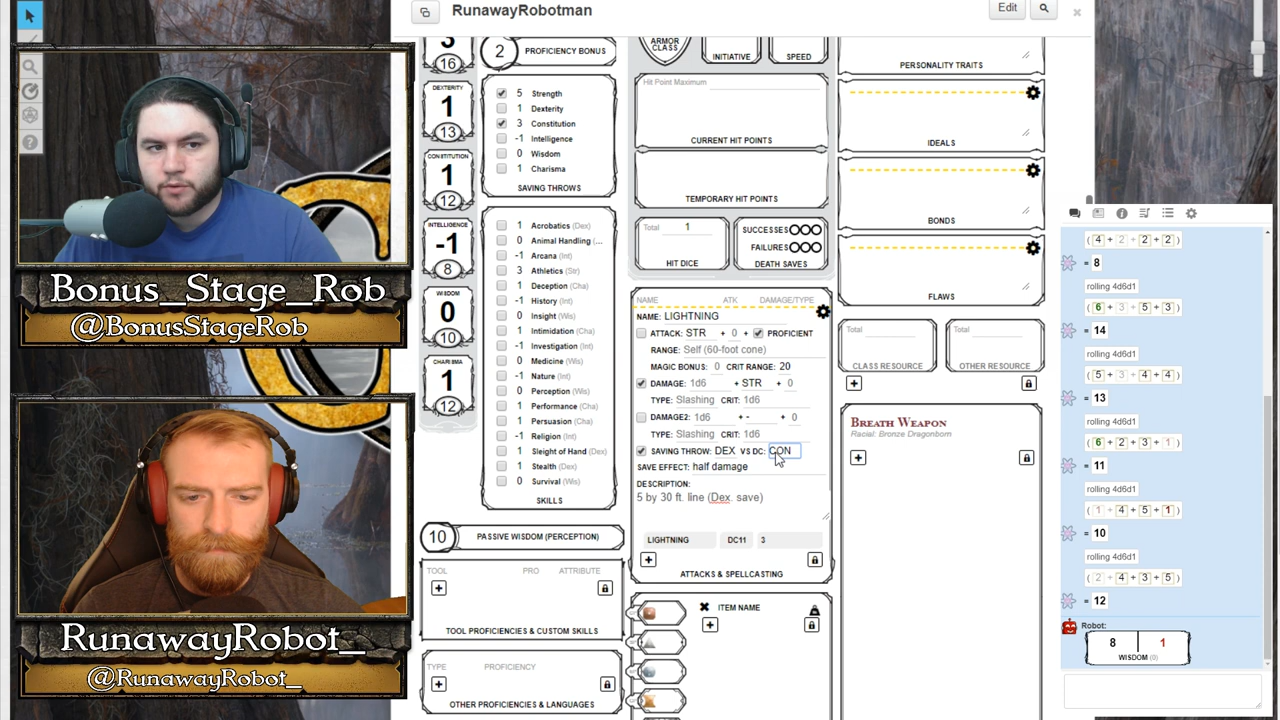 RunawayRobotman
Edit
3
16
2
PROFICIENCY BONUS
ARMOR
CLASS
INITIATIVE
SPEED
PERSONALITY TRAITS
DEXTERITY
1
13
CONSTITUTION
1
12
INTELLIGENCE
-1
8
WISDOM
0
10
CHARISMA
1
12
5 Strength
1 Dexterity
3 Constitution
-1 Intelligence
0 Wisdom
1 Charisma
SAVING THROWS
1 Acrobatics (Dex)
0 Animal Handling (...
-1 Arcana (Int)
3 Athletics (Str)
1 Deception (Cha)
-1 History (Int)
0 Insight (Wis)
1 Intimidation (Cha)
-1 Investigation (Int)
0 Medicine (Wis)
-1 Nature (Int)
0 Perception (Wis)
1 Performance (Cha)
1 Persuasion (Cha)
-1 Religion (Int)
1 Sleight of Hand (Dex)
1 Stealth (Dex)
0 Survival (Wis)
SKILLS
10
PASSIVE WISDOM (PERCEPTION)
TOOL PRO ATTRIBUTE
TOOL PROFICIENCIES & CUSTOM SKILLS
TYPE PROFICIENCY
OTHER PROFICIENCIES & LANGUAGES
Hit Point Maximum
CURRENT HIT POINTS
TEMPORARY HIT POINTS
Total 1
HIT DICE
SUCCESSES
FAILURES
DEATH SAVES
NAME ATK DAMAGE/TYPE
NAME: LIGHTNING
ATTACK: STR + 0 + PROFICIENT
RANGE: Self (60-foot cone)
MAGIC BONUS: 0 CRIT RANGE: 20
DAMAGE: 1d6 + STR + 0
TYPE: Slashing CRIT: 1d6
DAMAGE2: 1d6 + - + 0
TYPE: Slashing CRIT: 1d6
SAVING THROW: DEX VS DC: CON
SAVE EFFECT: half damage
DESCRIPTION:
5 by 30 ft. line (Dex. save)
LIGHTNING DC11 3
ATTACKS & SPELLCASTING
ITEM NAME
IDEALS
BONDS
FLAWS
Total
CLASS RESOURCE
Total
OTHER RESOURCE
BREATH WEAPON
Racial: Bronze Dragonborn
(4+2+2+2)
= 8
rolling 4d6d1
(6+3+5+3)
= 14
rolling 4d6d1
(5+3+4+4)
= 13
rolling 4d6d1
(6+2+3+1)
= 11
rolling 4d6d1
(1+4+5+1)
= 10
rolling 4d6d1
(2+4+3+5)
= 12
Robot:
8 1
WISDOM (0)
Bonus_Stage_Rob
@BonusStageRob
RunawayRobot_
@RunawayRobot_